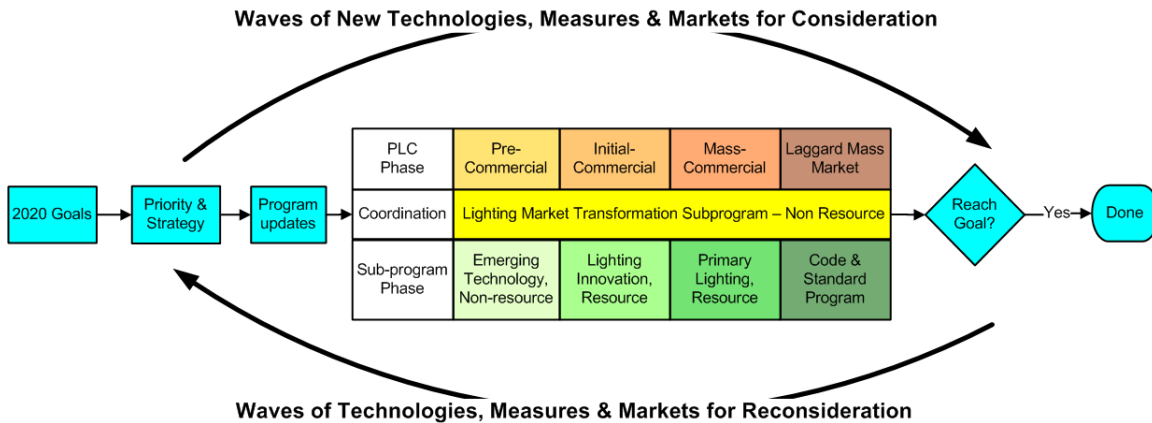 Waves of New Technologies, Measures & Markets for Consideration
PLC
Phase
Pre-
Commercial
Initial-
Commercial
Mass-
Commercial
Laggard Mass
Market
2020 Goals
Priority &
Strategy
Program
updates
Coordination
Lighting Market Transformation Subprogram – Non Resource
Reach
Goal?
Yes
Done
Sub-program
Phase
Emerging
Technology,
Non-resource
Lighting
Innovation,
Resource
Primary
Lighting,
Resource
Code &
Standard
Program
Waves of Technologies, Measures & Markets for Reconsideration